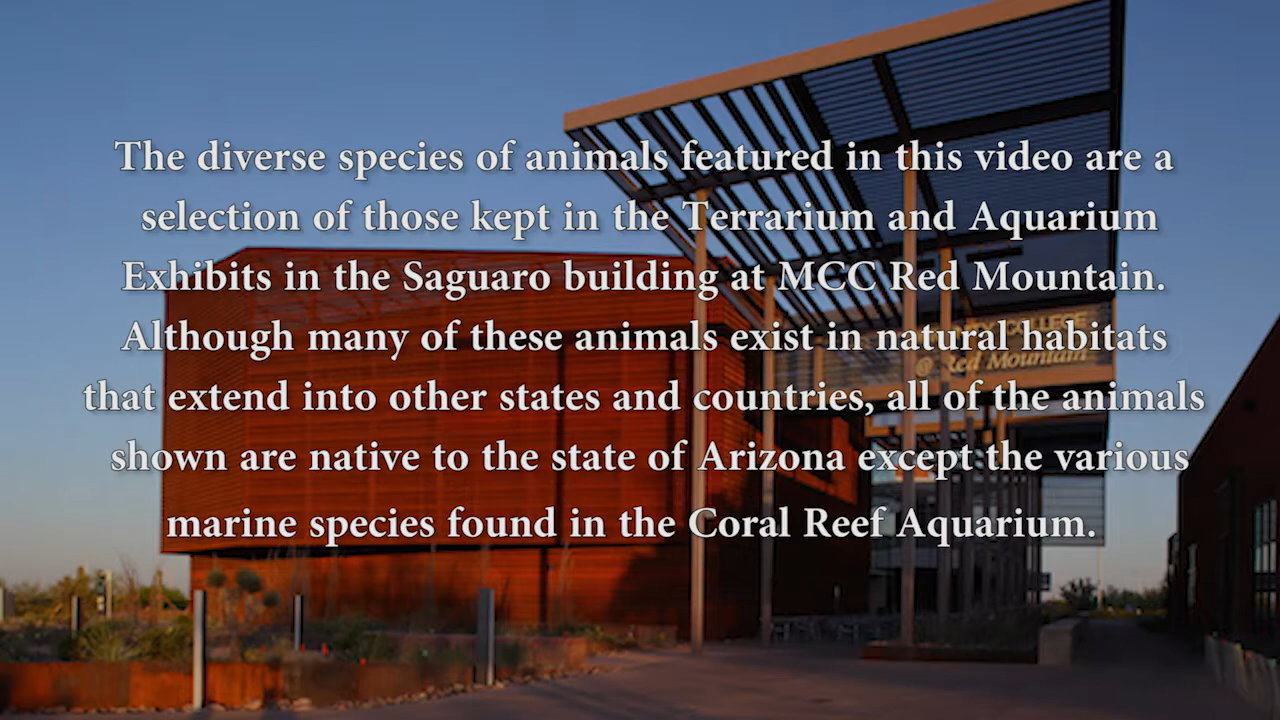 The diverse species of animals featured in this video are a
selection of those kept in the Terrarium and Aquarium
Exhibits in the Saguaro building at MCC Red Mountain.
Although many of these animals exist in natural habitats
that extend into other states and countries, all of the animals
shown are native to the state of Arizona except the various
marine species found in the Coral Reef Aquarium.
COLLEGE
@ Red Mountain